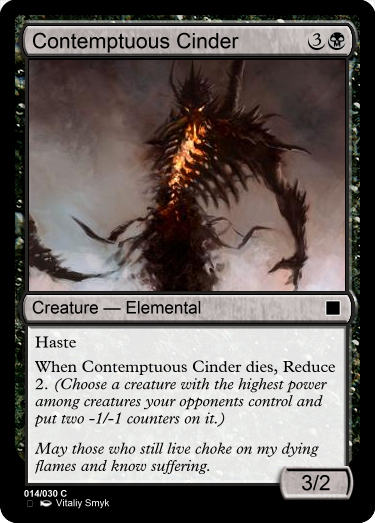 Contemptuous Cinder 3
Creature — Elemental
Haste
When Contemptuous Cinder dies, Reduce
2. (Choose a creature with the highest power
among creatures your opponents control and
put two -1/-1 counters on it.)
May those who still live choke on my dying
flames and know suffering.
3/2
014/030 C
Vitaliy Smyk